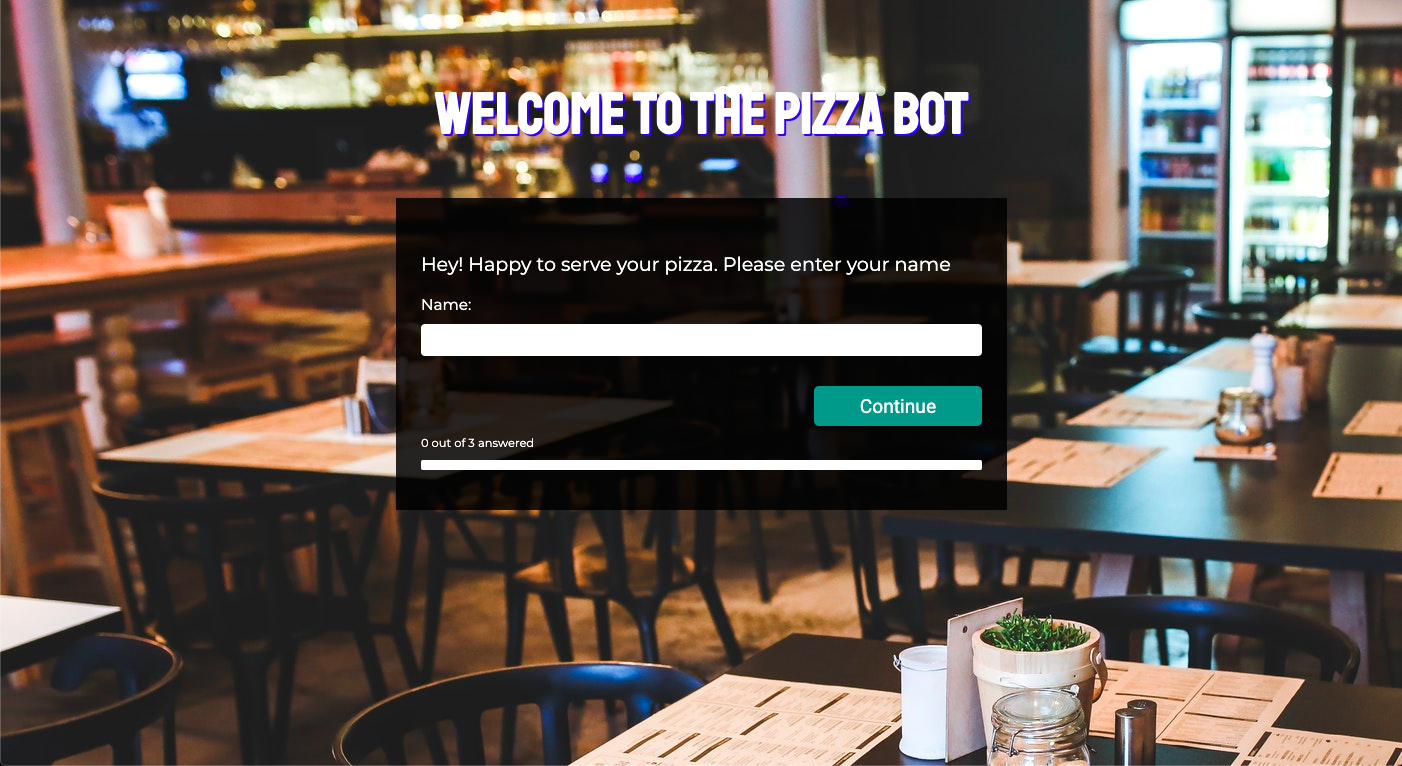 WELCOME TO THE PIZZA BOT
Hey! Happy to serve your pizza. Please enter your name
Name:
Continue
0 out of 3 answered